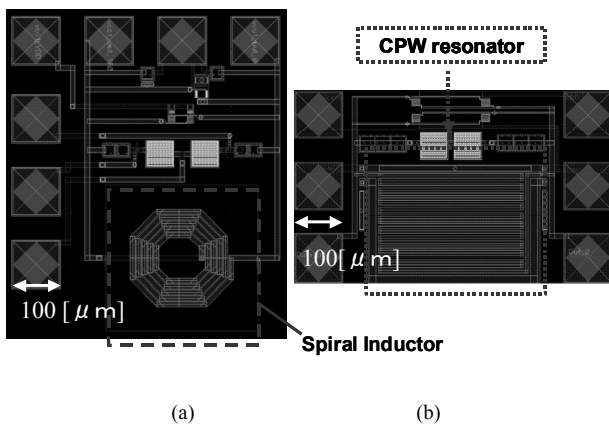 CPW resonator
100[μm]
100 [μm]
Spiral Inductor
(a)
(b)